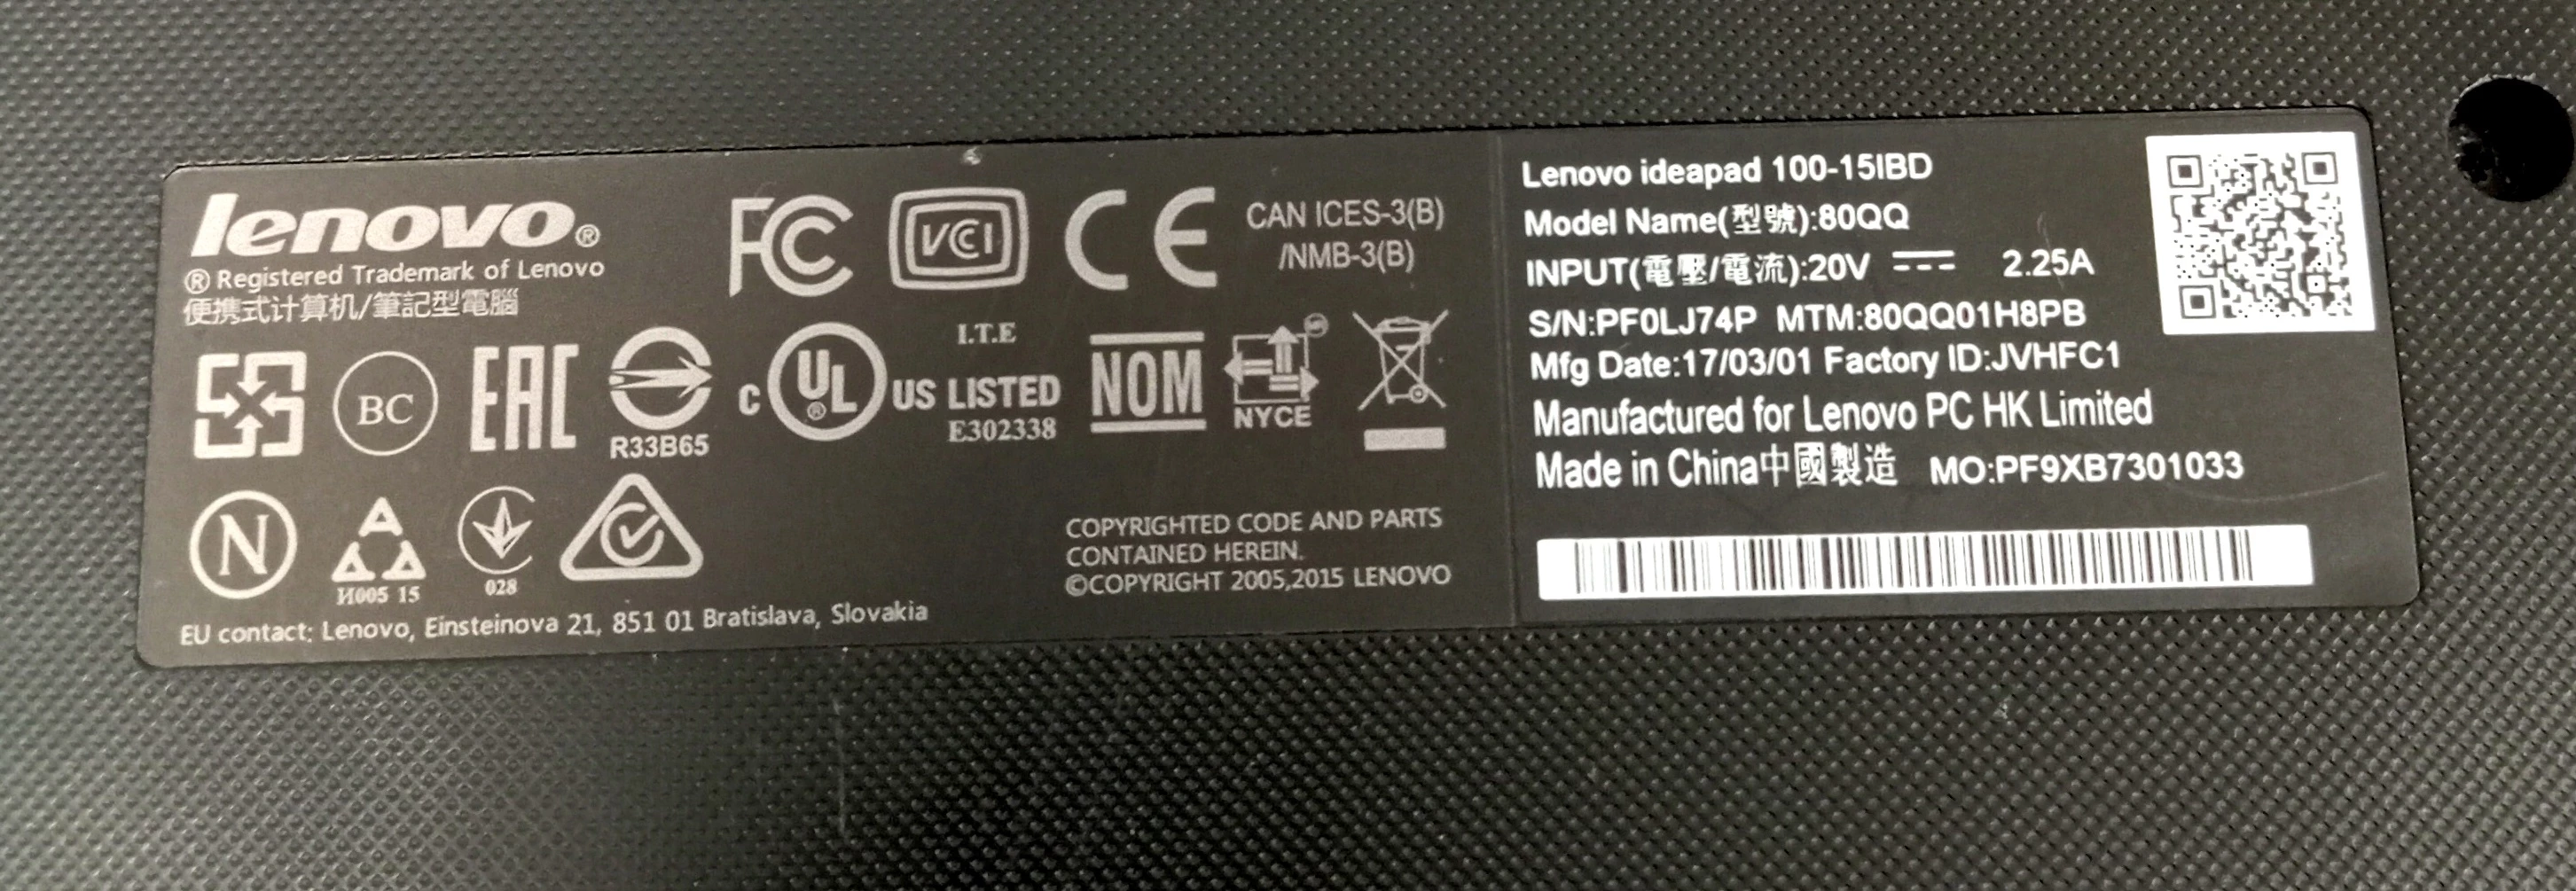 lenovo®
® Registered Trademark of Lenovo
便携式计算机/筆記型電腦
FC VCI CE CAN ICES-3(B)
/NMB-3(B)
BC EAC R33B65 c UL® US I.T.E
LISTED
E302338
NOM NYCE
N И005 15 028
EU contact: Lenovo, Einsteinova 21, 851 01 Bratislava, Slovakia
COPYRIGHTED CODE AND PARTS
CONTAINED HEREIN.
©COPYRIGHT 2005,2015 LENOVO
Lenovo ideapad 100-15IBD
Model Name(型號):80QQ
INPUT(電壓/電流):20V ⎓ 2.25A
S/N:PF0LJ74P MTM:80QQ01H8PB
Mfg Date:17/03/01 Factory ID:JVHFC1
Manufactured for Lenovo PC HK Limited
Made in China中國製造 MO:PF9XB7301033